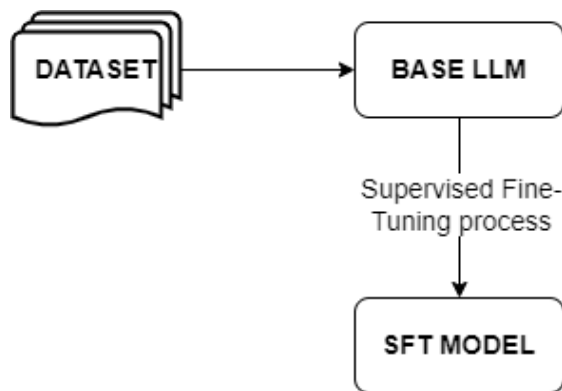 DATASET
BASE LLM
Supervised Fine-
Tuning process
SFT MODEL